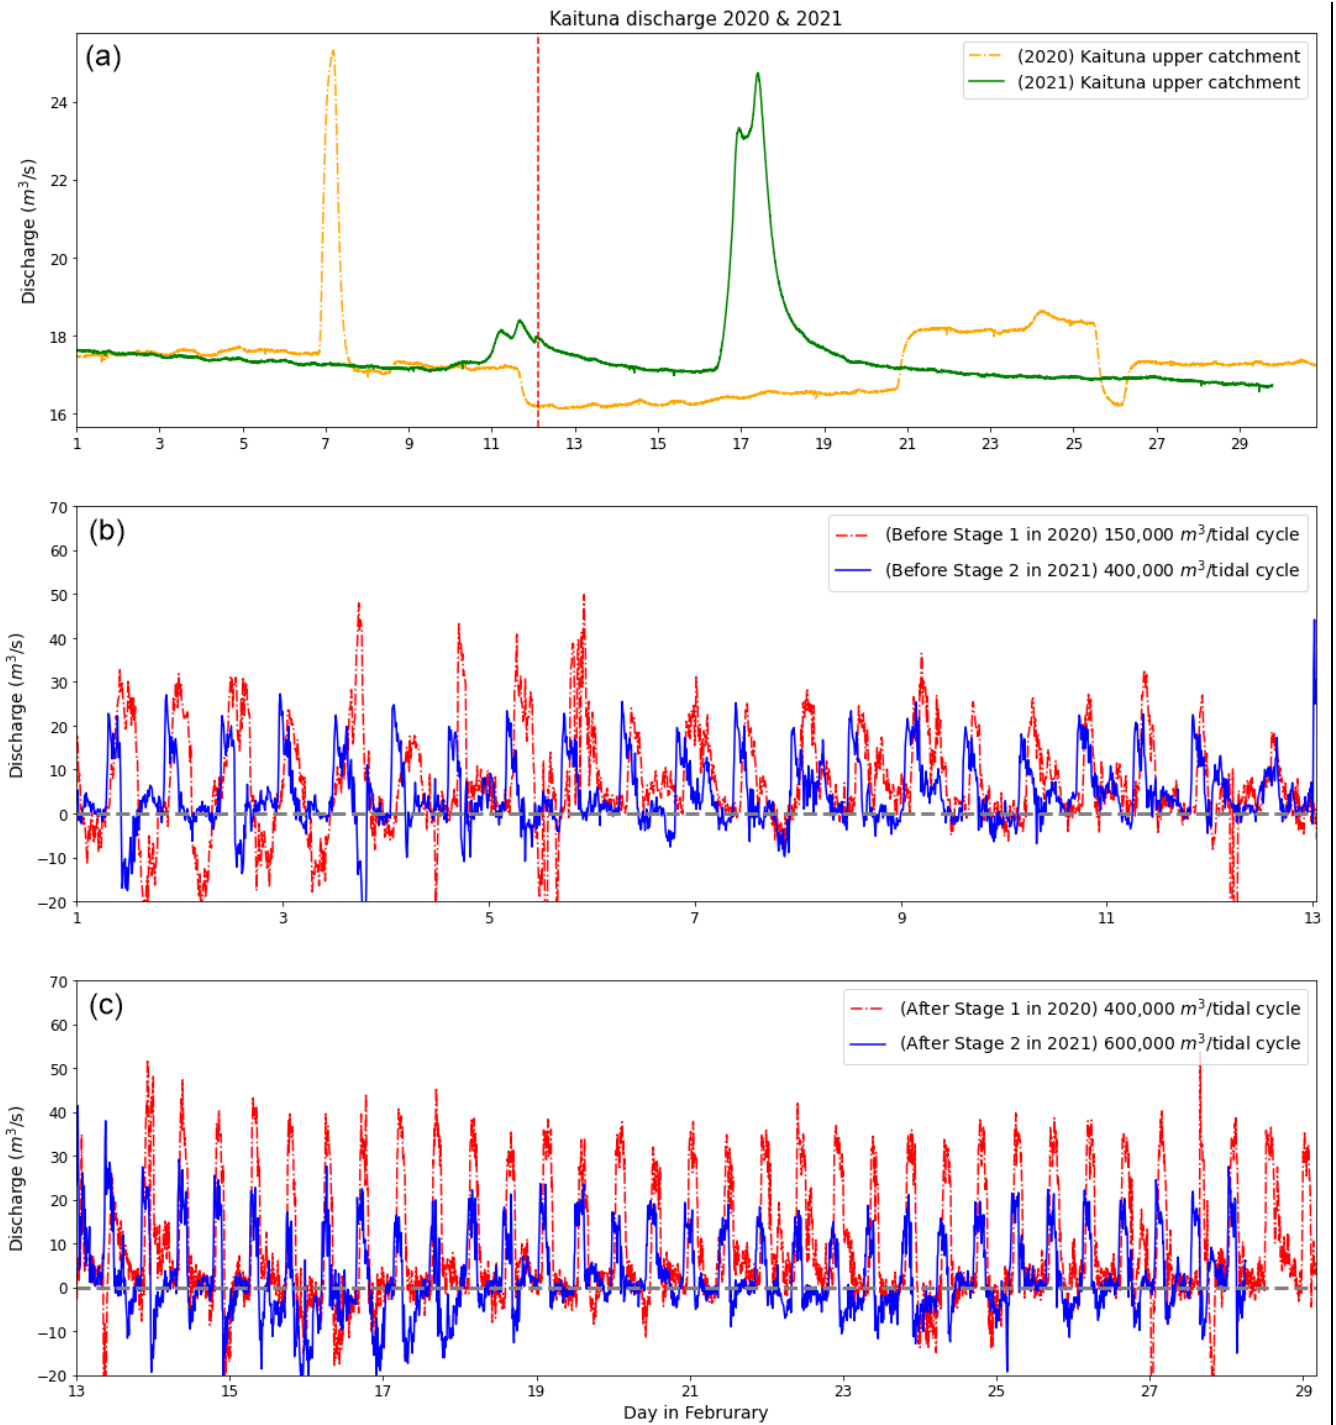 Kaituna discharge 2020 & 2021
(a)
(2020) Kaituna upper catchment
(2021) Kaituna upper catchment
Discharge (m³/s)
24
22
20
18
16
1 3 5 7 9 11 13 15 17 19 21 23 25 27 29
(b)
(Before Stage 1 in 2020) 150,000 m³/tidal cycle
(Before Stage 2 in 2021) 400,000 m³/tidal cycle
Discharge (m³/s)
70
60
50
40
30
20
10
0
−10
−20
1 3 5 7 9 11 13
(c)
(After Stage 1 in 2020) 400,000 m³/tidal cycle
(After Stage 2 in 2021) 600,000 m³/tidal cycle
Discharge (m³/s)
70
60
50
40
30
20
10
0
−10
−20
13 15 17 19 21 23 25 27 29
Day in Februrary